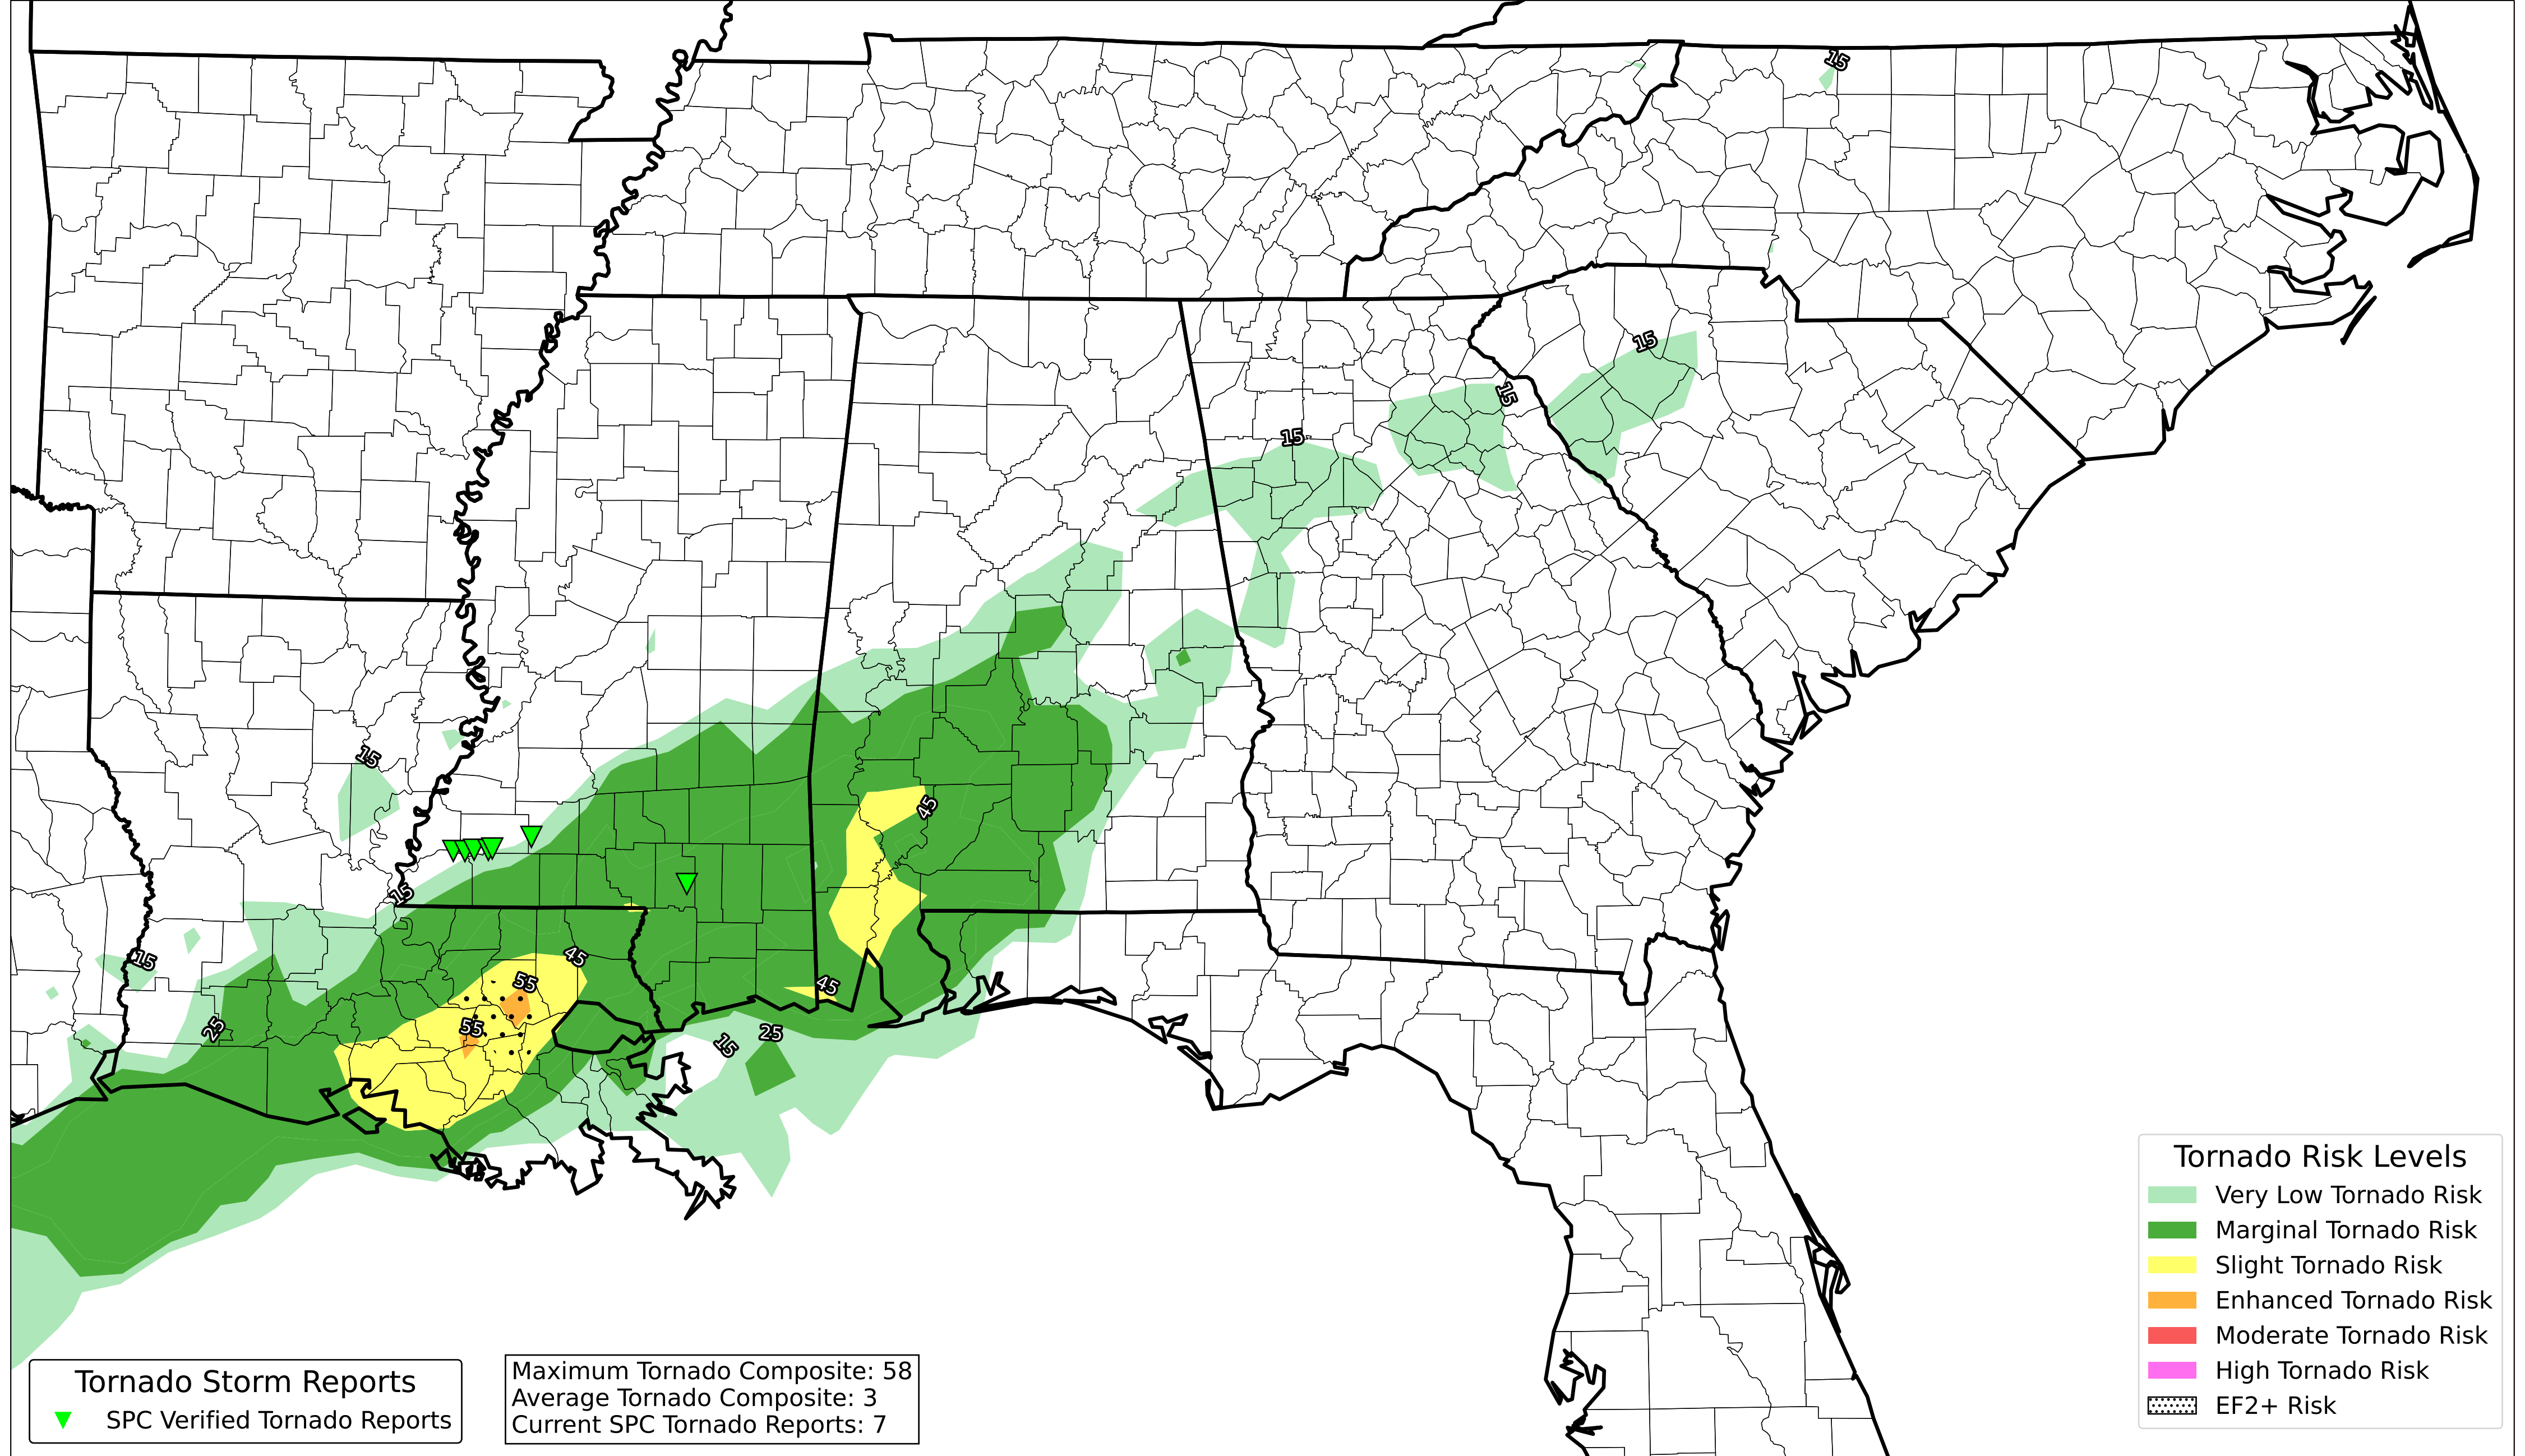 15
15
15
15
15
45
15
15
45
55
45
55
25
25
15
Tornado Risk Levels
Very Low Tornado Risk
Marginal Tornado Risk
Slight Tornado Risk
Enhanced Tornado Risk
Moderate Tornado Risk
High Tornado Risk
EF2+ Risk
Tornado Storm Reports
SPC Verified Tornado Reports
Maximum Tornado Composite: 58
Average Tornado Composite: 3
Current SPC Tornado Reports: 7